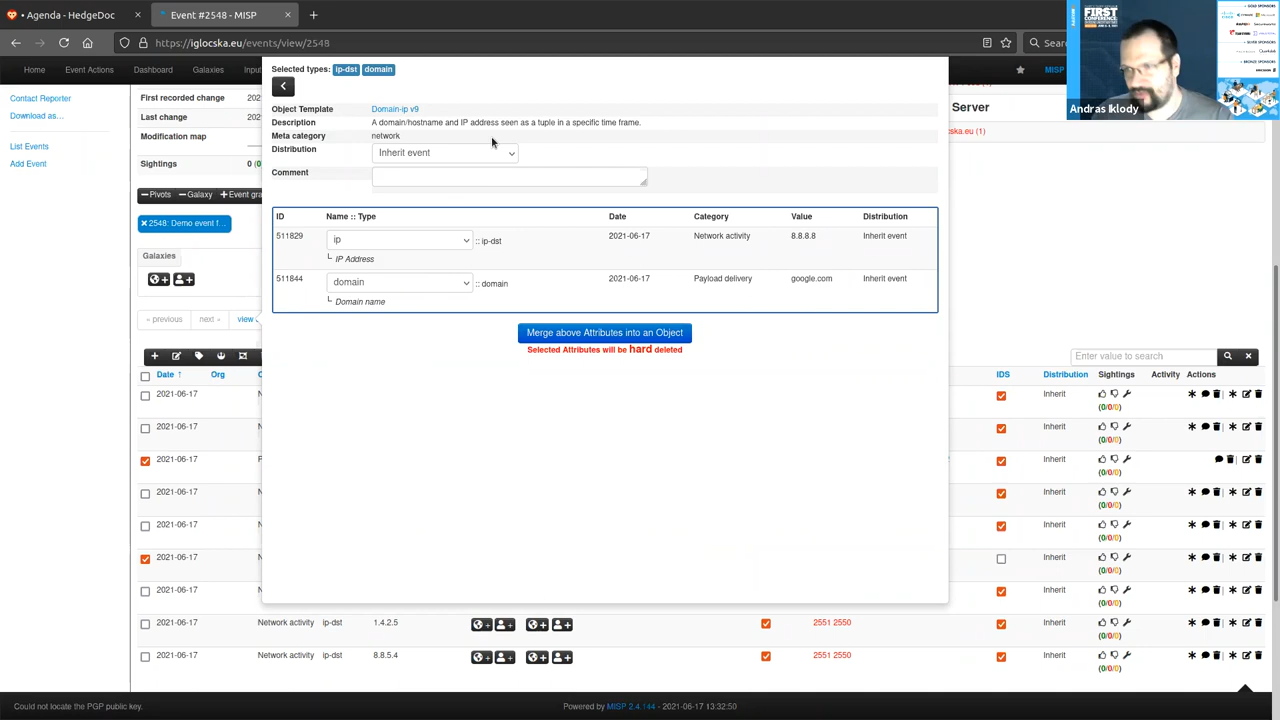 Agenda - HedgeDoc
Event #2548 - MISP
https://iglocska.eu/events/view/2548
Home Event Actions Dashboard Galaxies MISP
FIRST
CONFERENCE
Andras Iklody
Contact Reporter
Download as…
List Events
Add Event
First recorded change 202
Last change 202
Modification map
Sightings 0 (0
Pivots Galaxy Event gra
2548: Demo event f...
Galaxies
« previous next » view
Selected types: ip-dst domain
Object Template Domain-ip v9
Description A domain/hostname and IP address seen as a tuple in a specific time frame.
Meta category network
Distribution Inherit event
Comment
ID Name :: Type Date Category Value Distribution
511829 ip :: ip-dst 2021-06-17 Network activity 8.8.8.8 Inherit event
IP Address
511844 domain :: domain 2021-06-17 Payload delivery google.com Inherit event
Domain name
Merge above Attributes into an Object
Selected Attributes will be hard deleted
Server
cska.eu (1)
Enter value to search
Date ↑ Org C IDS Distribution Sightings Activity Actions
2021-06-17 N Inherit (0/0/0)
2021-06-17 N Inherit (0/0/0)
2021-06-17 P Inherit (0/0/0)
2021-06-17 N Inherit (0/0/0)
2021-06-17 N Inherit (0/0/0)
2021-06-17 N Inherit (0/0/0)
2021-06-17 N Inherit (0/0/0)
2021-06-17 Network activity ip-dst 1.4.2.5 2551 2550 Inherit (0/0/0)
2021-06-17 Network activity ip-dst 8.8.5.4 2551 2550 Inherit (0/0/0)
Could not locate the PGP public key. Powered by MISP 2.4.144 - 2021-06-17 13:32:50